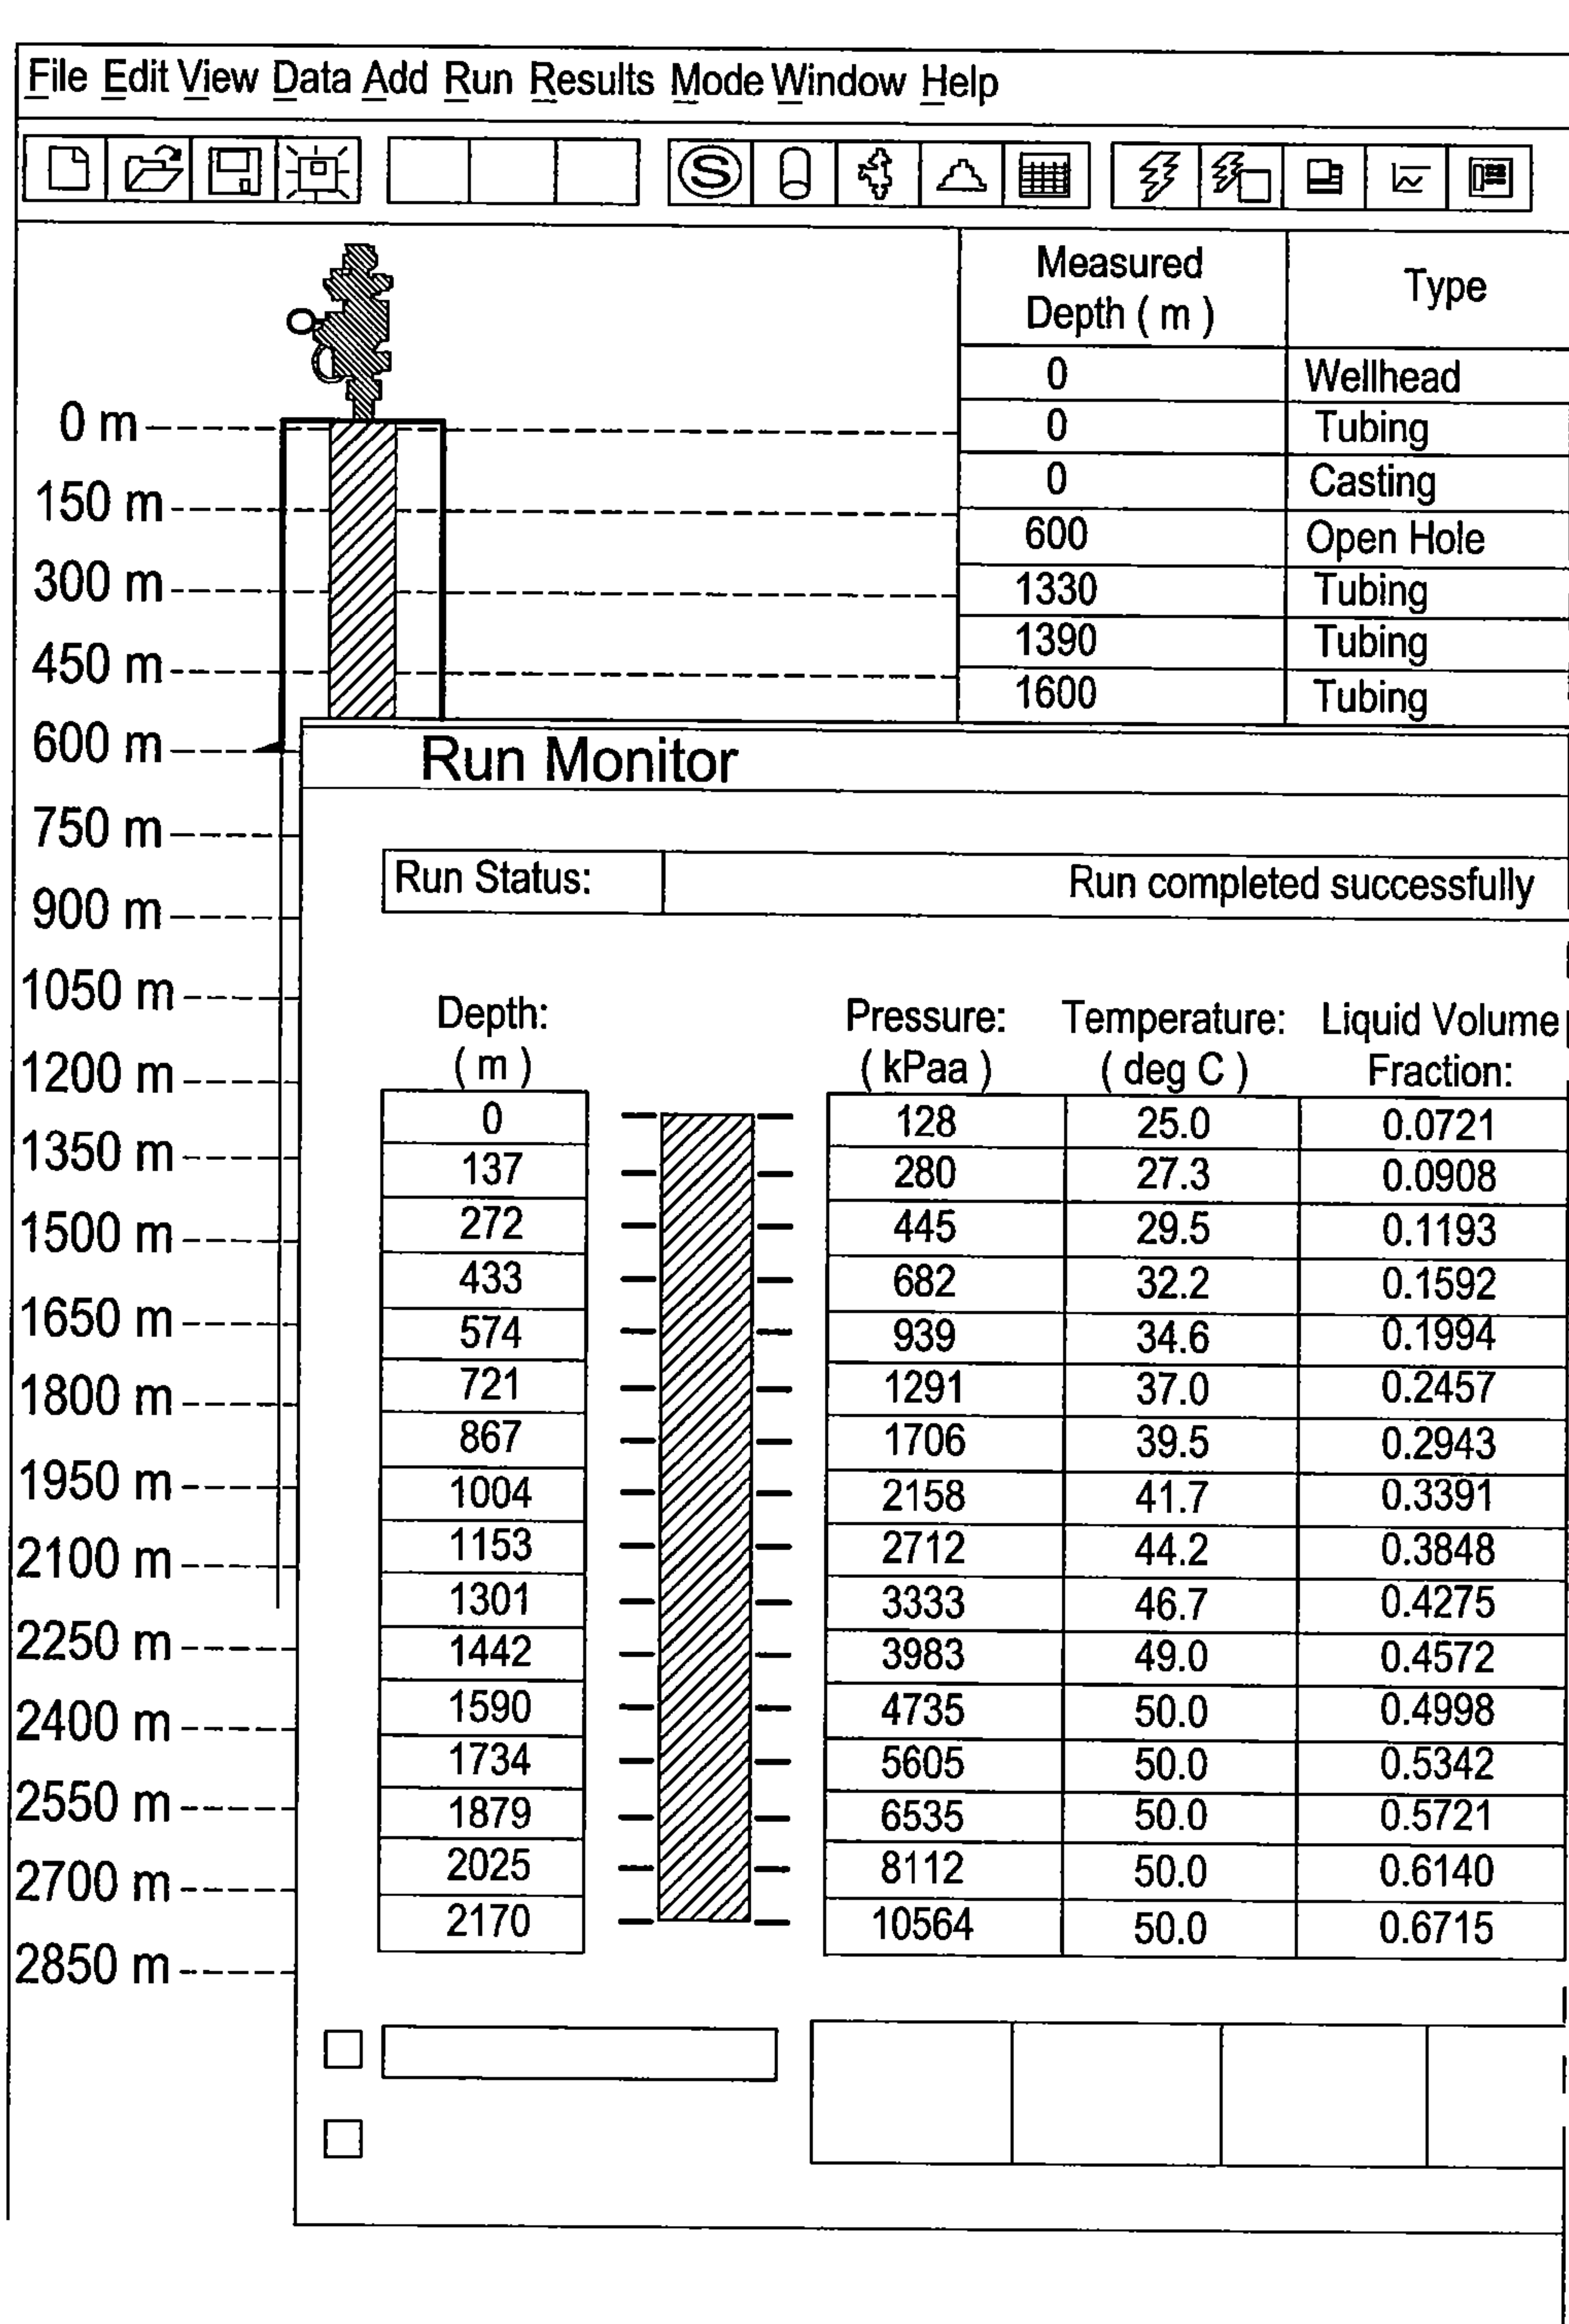 File Edit View Data Add Run Results Mode Window Help
S
Measured Depth ( m ) Type
0 Wellhead
0 Tubing
0 Casting
600 Open Hole
1330 Tubing
1390 Tubing
1600 Tubing
0 m
150 m
300 m
450 m
600 m
750 m
900 m
1050 m
1200 m
1350 m
1500 m
1650 m
1800 m
1950 m
2100 m
2250 m
2400 m
2550 m
2700 m
2850 m
Run Monitor
Run Status: Run completed successfully
Depth: Pressure: Temperature: Liquid Volume
( m ) ( kPaa ) ( deg C ) Fraction:
0 128 25.0 0.0721
137 280 27.3 0.0908
272 445 29.5 0.1193
433 682 32.2 0.1592
574 939 34.6 0.1994
721 1291 37.0 0.2457
867 1706 39.5 0.2943
1004 2158 41.7 0.3391
1153 2712 44.2 0.3848
1301 3333 46.7 0.4275
1442 3983 49.0 0.4572
1590 4735 50.0 0.4998
1734 5605 50.0 0.5342
1879 6535 50.0 0.5721
2025 8112 50.0 0.6140
2170 10564 50.0 0.6715